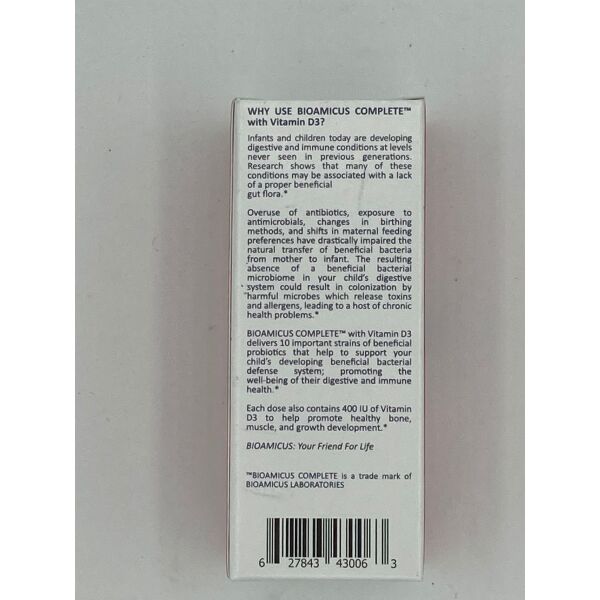 WHY USE BIOAMICUS COMPLETE™
with Vitamin D3?
Infants and children today are developing
digestive and immune conditions at levels
never seen in previous generations.
Research shows that many of these
conditions may be associated with a lack
of a proper beneficial
gut flora.*
Overuse of antibiotics, exposure to
antimicrobials, changes in birthing
methods, and shifts in maternal feeding
preferences have drastically impaired the
natural transfer of beneficial bacteria
from mother to infant. The resulting
absence of a beneficial bacterial
microbiome in your child's digestive
system could result in colonization by
harmful microbes which release toxins
and allergens, leading to a host of chronic
health problems.*
BIOAMICUS COMPLETE™ with Vitamin D3
delivers 10 important strains of beneficial
probiotics that help to support your
child's developing beneficial bacterial
defense system; promoting the
well-being of their digestive and immune
health.*
Each dose also contains 400 IU of Vitamin
D3 to help promote healthy bone,
muscle, and growth development.*
BIOAMICUS: Your Friend For Life
™BIOAMICUS COMPLETE is a trade mark of
BIOAMICUS LABORATORIES
6 27843 43006 3